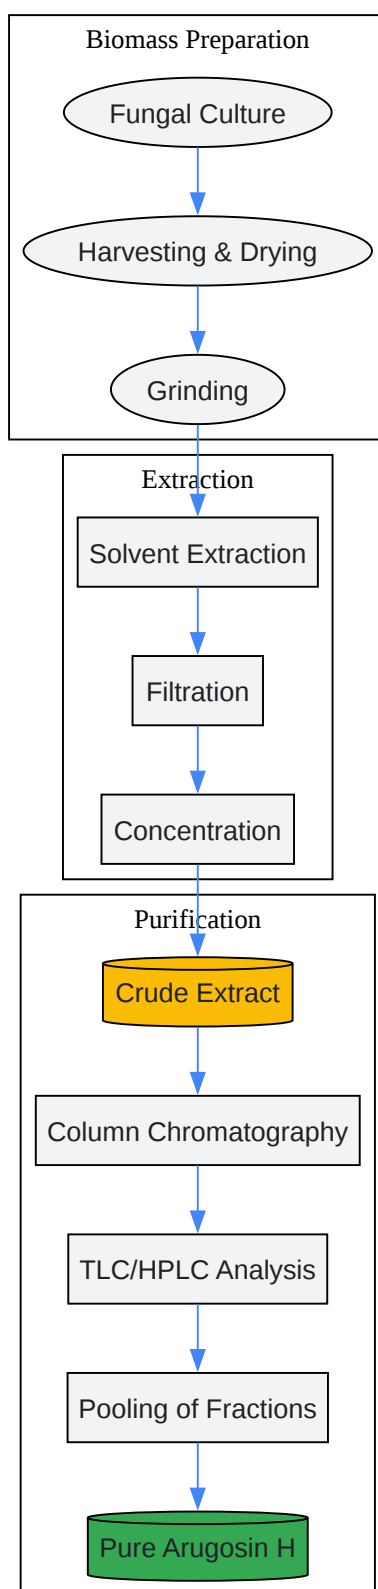 Biomass Preparation
Fungal Culture
Harvesting & Drying
Grinding
Extraction
Solvent Extraction
Filtration
Concentration
Purification
Crude Extract
Column Chromatography
TLC/HPLC Analysis
Pooling of Fractions
Pure Arugosin H